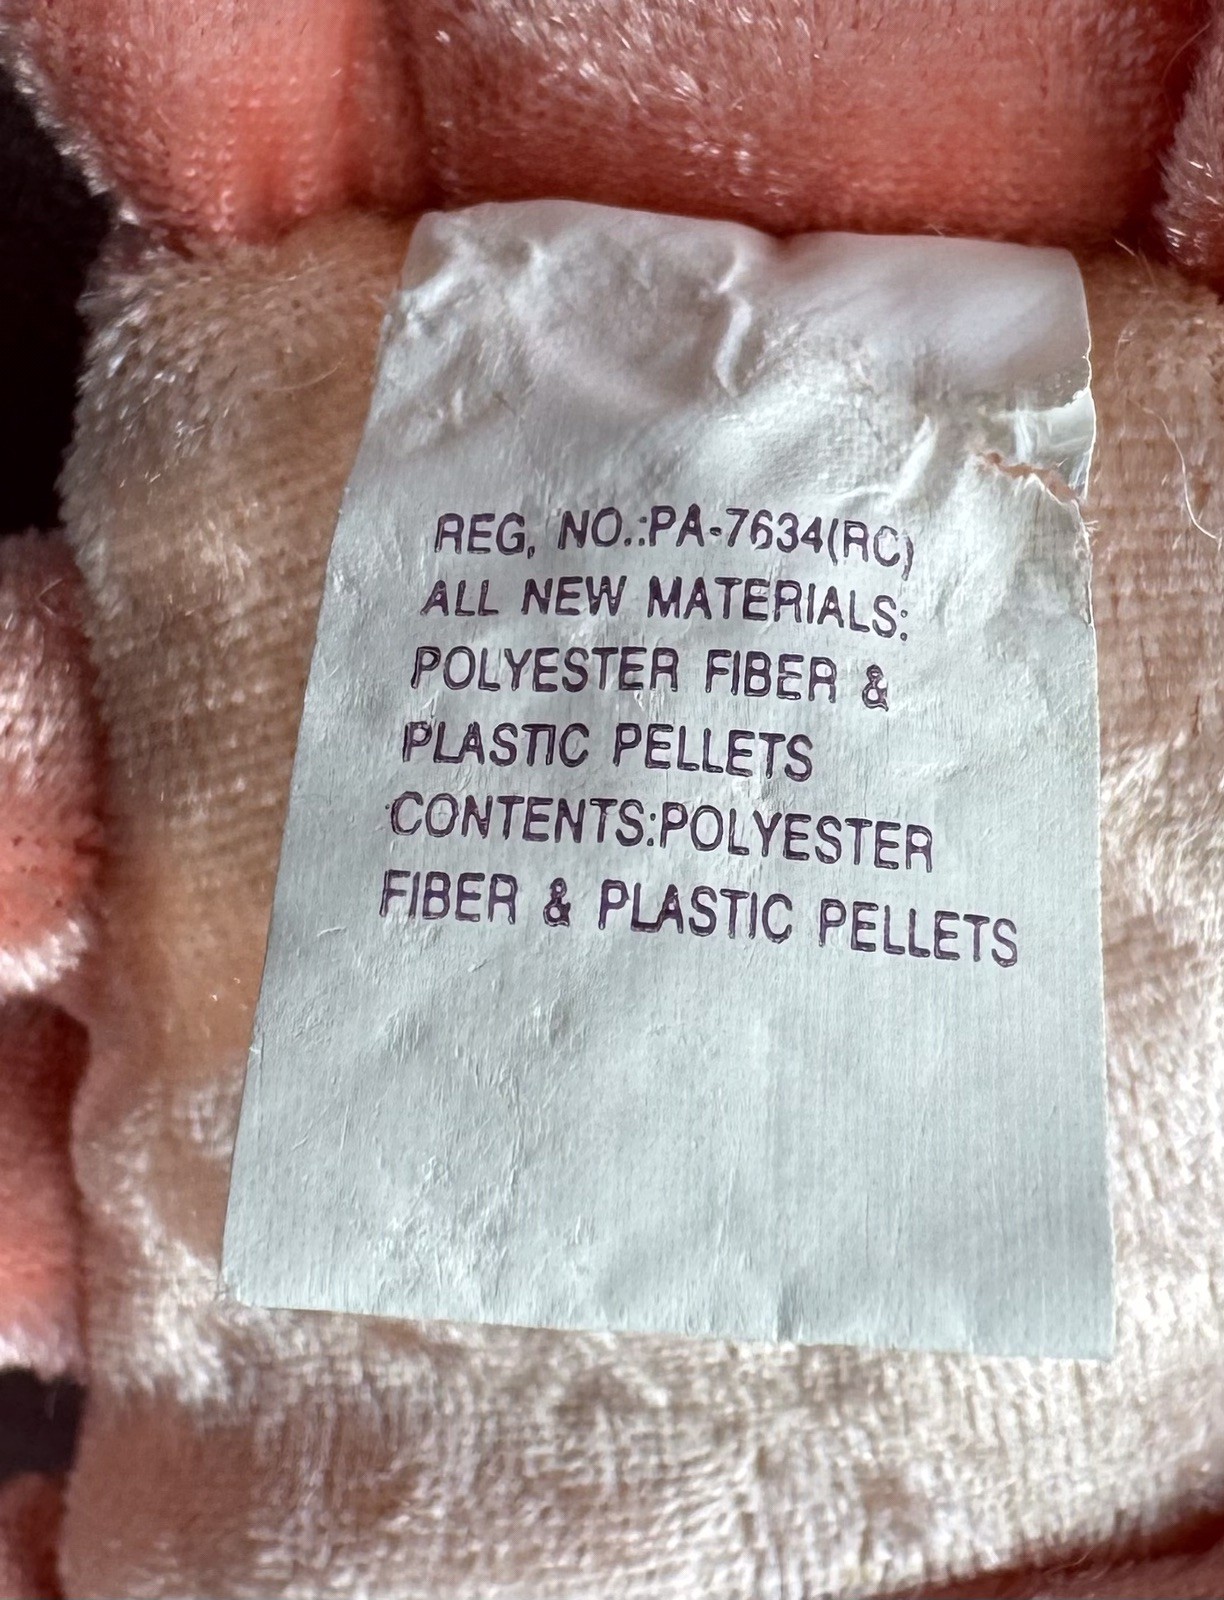 REG. NO.:PA-7634(RC)
ALL NEW MATERIALS:
POLYESTER FIBER &
PLASTIC PELLETS
CONTENTS:POLYESTER
FIBER & PLASTIC PELLETS